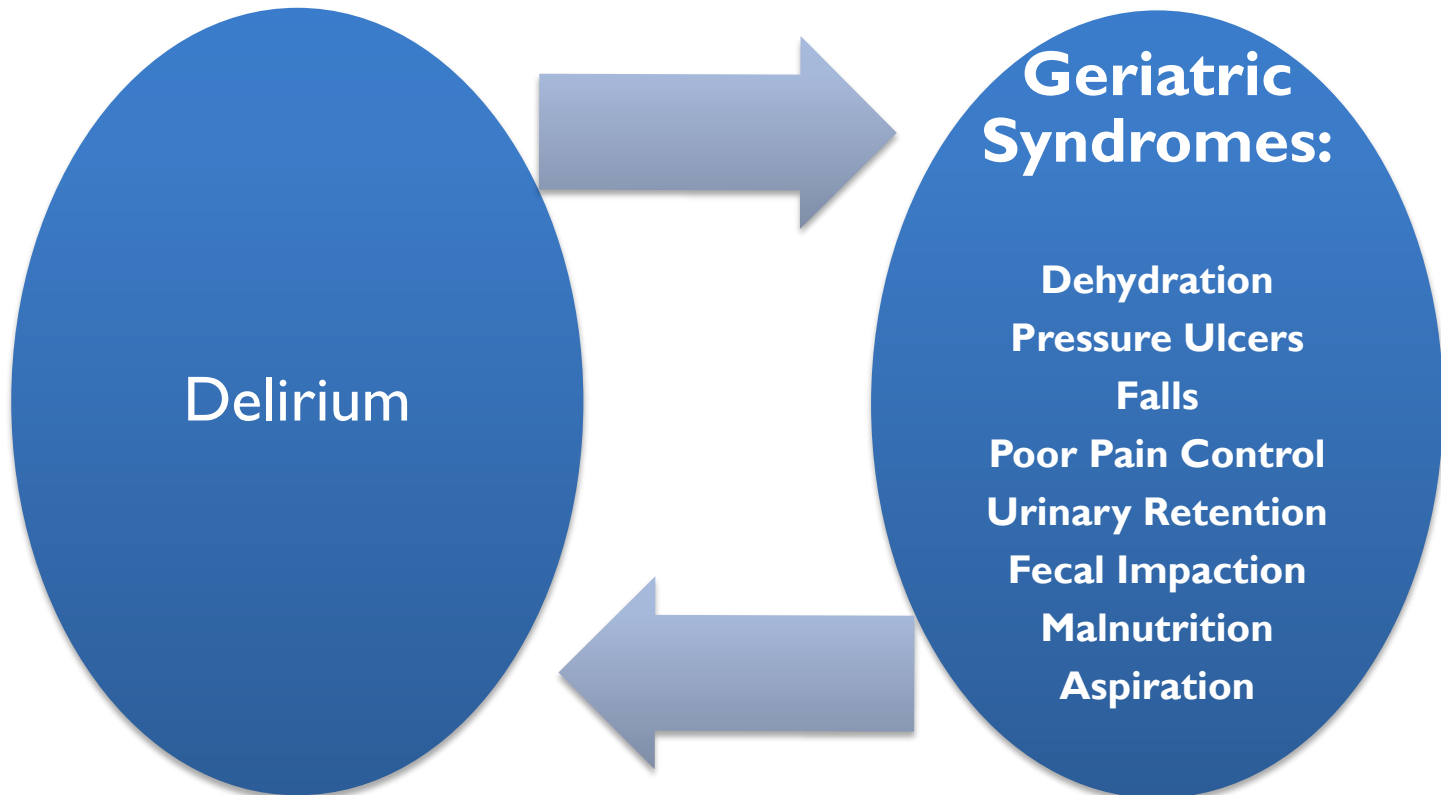 Delirium
Geriatric
Syndromes:
Dehydration
Pressure Ulcers
Falls
Poor Pain Control
Urinary Retention
Fecal Impaction
Malnutrition
Aspiration